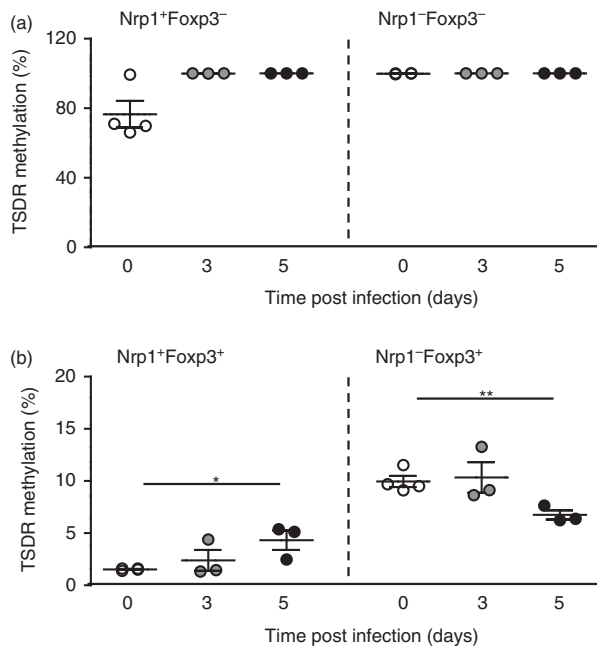 (a)
Nrp1⁺Foxp3⁻
Nrp1⁻Foxp3⁻
TSDR methylation (%)
120
80
40
0
0 3 5 0 3 5
Time post infection (days)
(b)
Nrp1⁺Foxp3⁺
Nrp1⁻Foxp3⁺
TSDR methylation (%)
20
15
10
5
0
*
**
0 3 5 0 3 5
Time post infection (days)